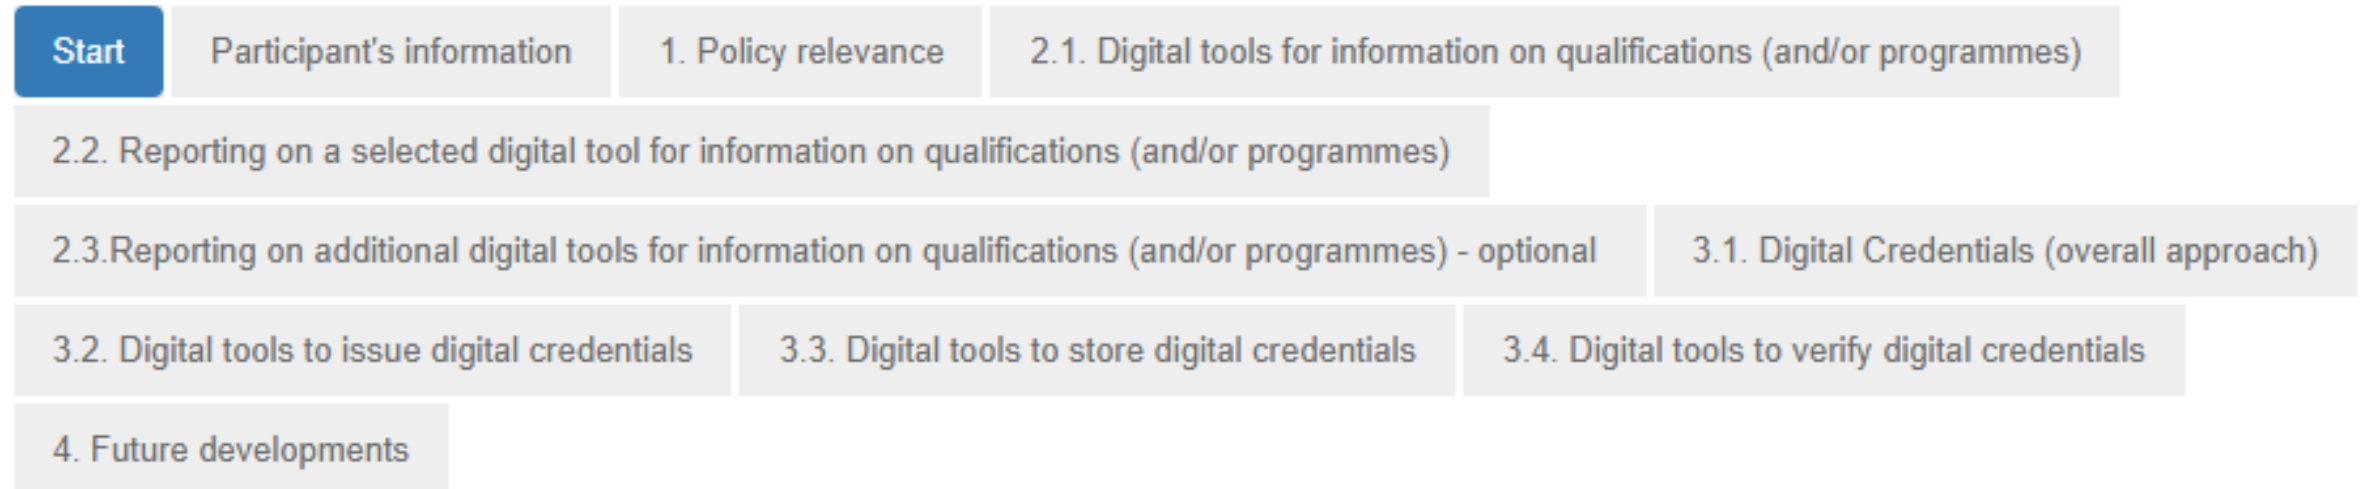 Start Participant's information 1. Policy relevance 2.1. Digital tools for information on qualifications (and/or programmes)
2.2. Reporting on a selected digital tool for information on qualifications (and/or programmes)
2.3.Reporting on additional digital tools for information on qualifications (and/or programmes) - optional 3.1. Digital Credentials (overall approach)
3.2. Digital tools to issue digital credentials 3.3. Digital tools to store digital credentials 3.4. Digital tools to verify digital credentials
4. Future developments